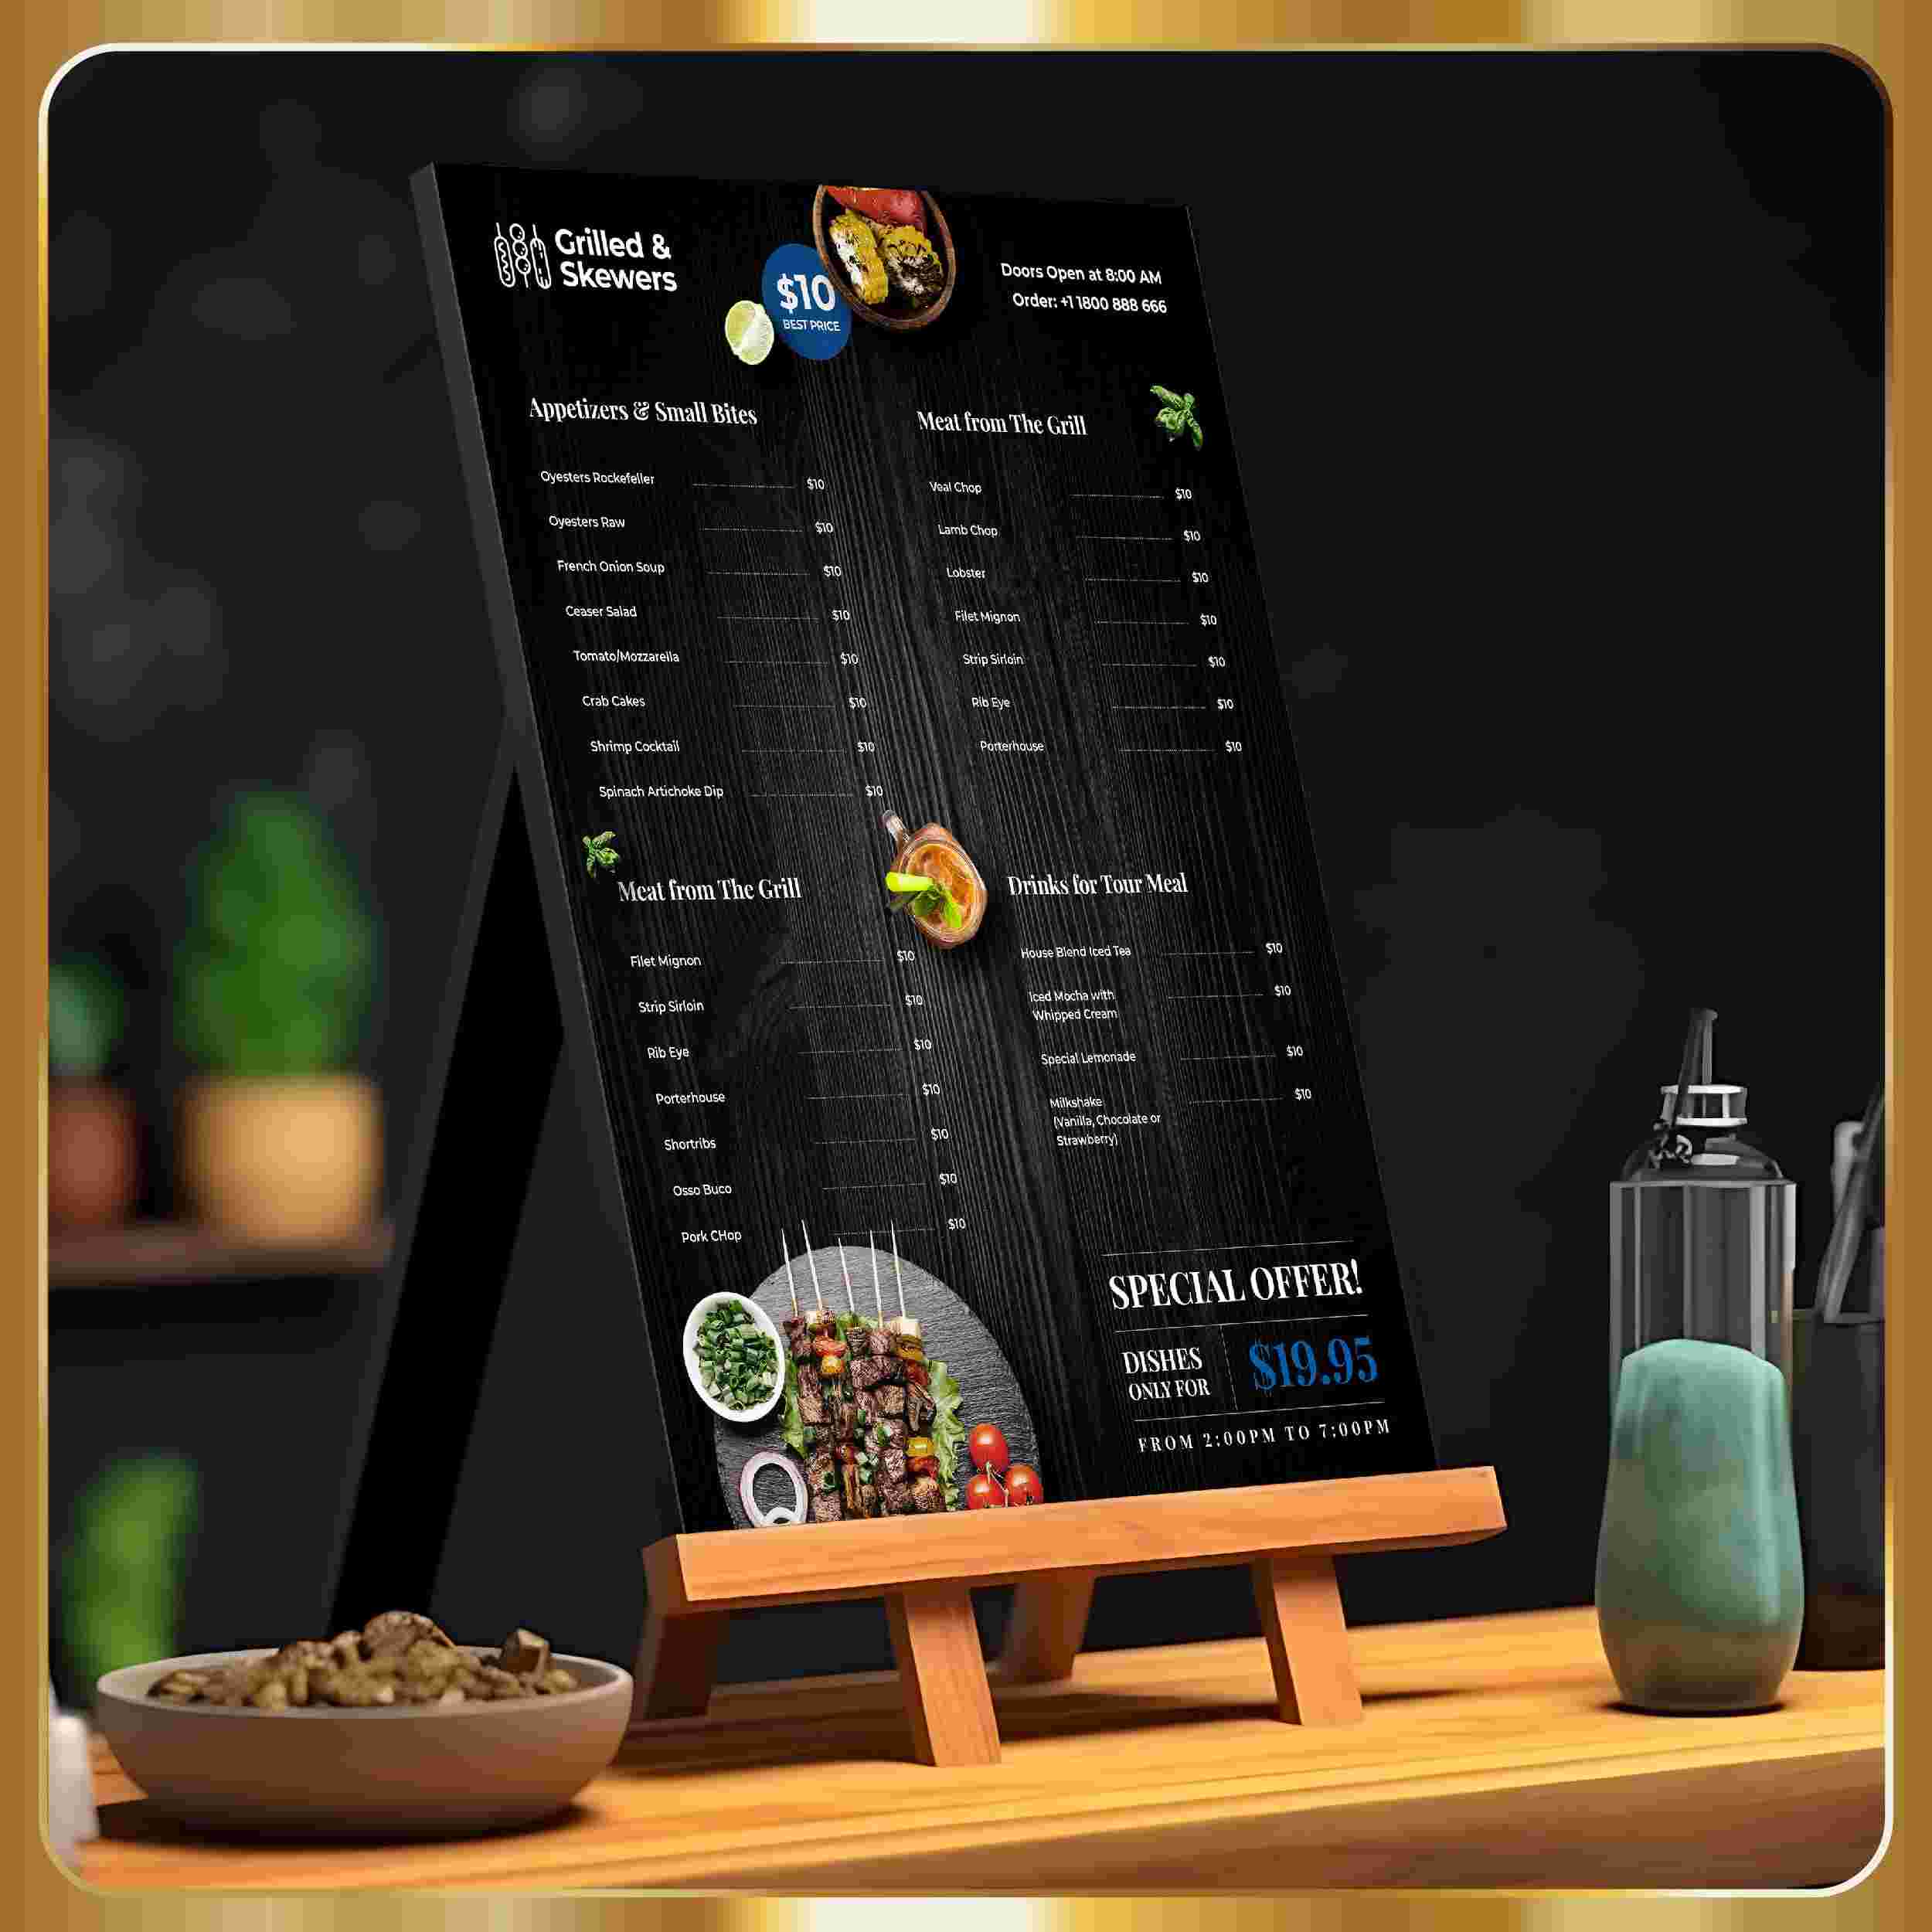 Grilled &
Skewers
$10
BEST PRICE
Doors Open at 8:00 AM
Order: +1 1800 888 666
Appetizers & Small Bites
Oyesters Rockefeller $10
Oyesters Raw $10
French Onion Soup $10
Ceaser Salad $10
Tomato/Mozzarella $10
Crab Cakes $10
Shrimp Cocktail $10
Spinach Artichoke Dip $10
Meat from The Grill
Veal Chop $10
Lamb Chop $10
Lobster $10
Filet Mignon $10
Strip Sirloin $10
Rib Eye $10
Porterhouse $10
Meat from The Grill
Filet Mignon $10
Strip Sirloin $10
Rib Eye $10
Porterhouse $10
Shortribs $10
Osso Buco $10
Pork CHop $10
Drinks for Tour Meal
House Blend Iced Tea $10
Iced Mocha with $10
Whipped Cream
Special Lemonade $10
Milkshake $10
(Vanilla, Chocolate or
Strawberry)
SPECIAL OFFER!
DISHES
ONLY FOR
$19.95
FROM 2:00PM TO 7:00PM